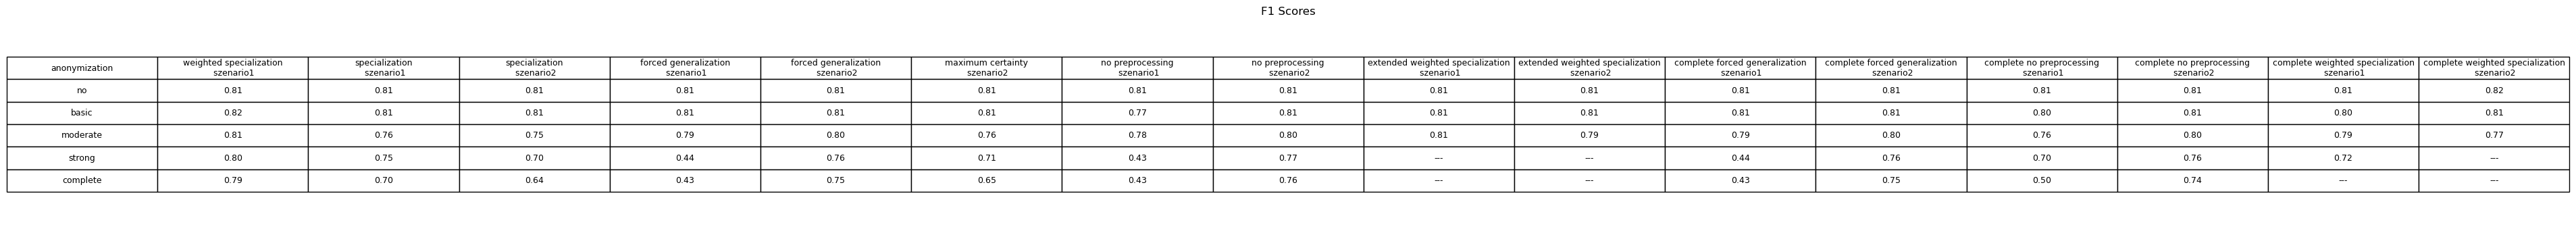 F1 Scores
anonymization weighted specialization szenario1 specialization szenario1 specialization szenario2 forced generalization szenario1 forced generalization szenario2 maximum certainty szenario2 no preprocessing szenario1 no preprocessing szenario2 extended weighted specialization szenario1 extended weighted specialization szenario2 complete forced generalization szenario1 complete forced generalization szenario2 complete no preprocessing szenario1 complete no preprocessing szenario2 complete weighted specialization szenario1 complete weighted specialization szenario2
no 0.81 0.81 0.81 0.81 0.81 0.81 0.81 0.81 0.81 0.81 0.81 0.81 0.81 0.81 0.81 0.82
basic 0.82 0.81 0.81 0.81 0.81 0.81 0.77 0.81 0.81 0.81 0.81 0.81 0.80 0.81 0.80 0.81
moderate 0.81 0.76 0.75 0.79 0.80 0.76 0.78 0.80 0.81 0.79 0.79 0.80 0.76 0.80 0.79 0.77
strong 0.80 0.75 0.70 0.44 0.76 0.71 0.43 0.77 --- --- 0.44 0.76 0.70 0.76 0.72 ---
complete 0.79 0.70 0.64 0.43 0.75 0.65 0.43 0.76 --- --- 0.43 0.75 0.50 0.74 --- ---